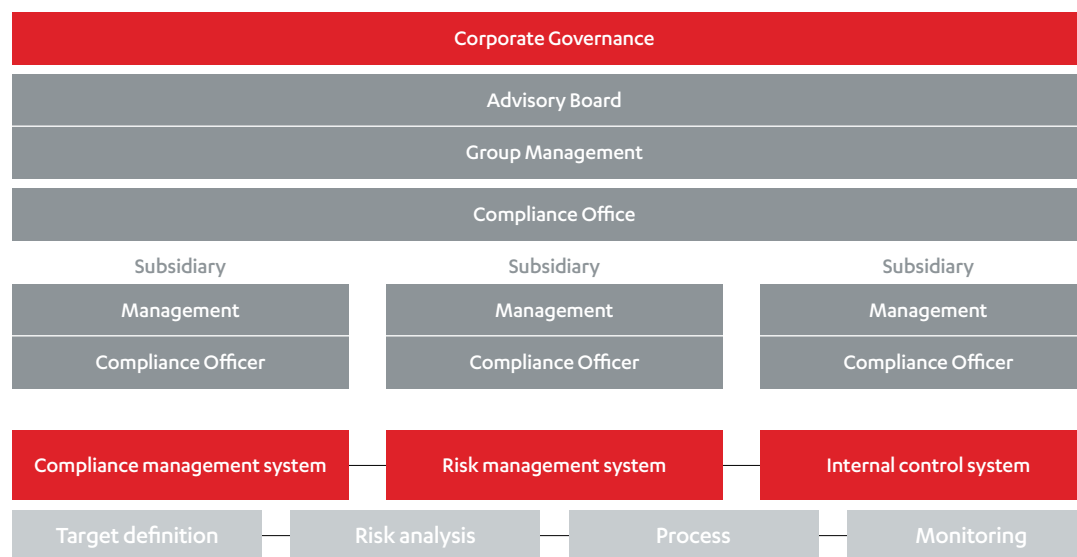 Corporate Governance
Advisory Board
Group Management
Compliance Office
Subsidiary Subsidiary Subsidiary
Management Management Management
Compliance Officer Compliance Officer Compliance Officer
Compliance management system Risk management system Internal control system
Target definition Risk analysis Process Monitoring